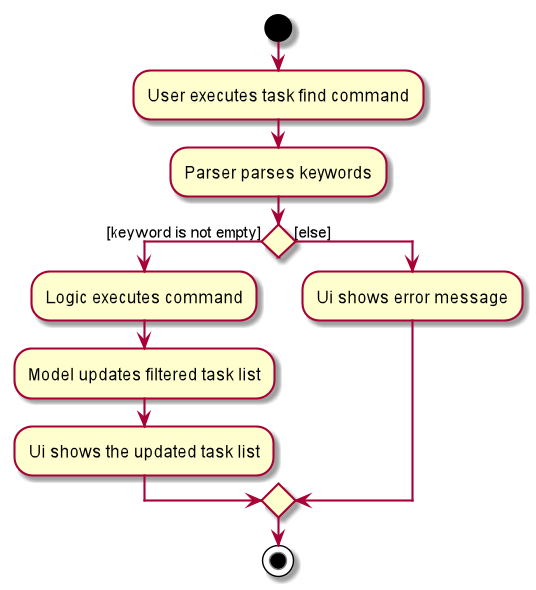 User executes task find command
Parser parses keywords
[keyword is not empty]
[else]
Logic executes command
Ui shows error message
Model updates filtered task list
Ui shows the updated task list